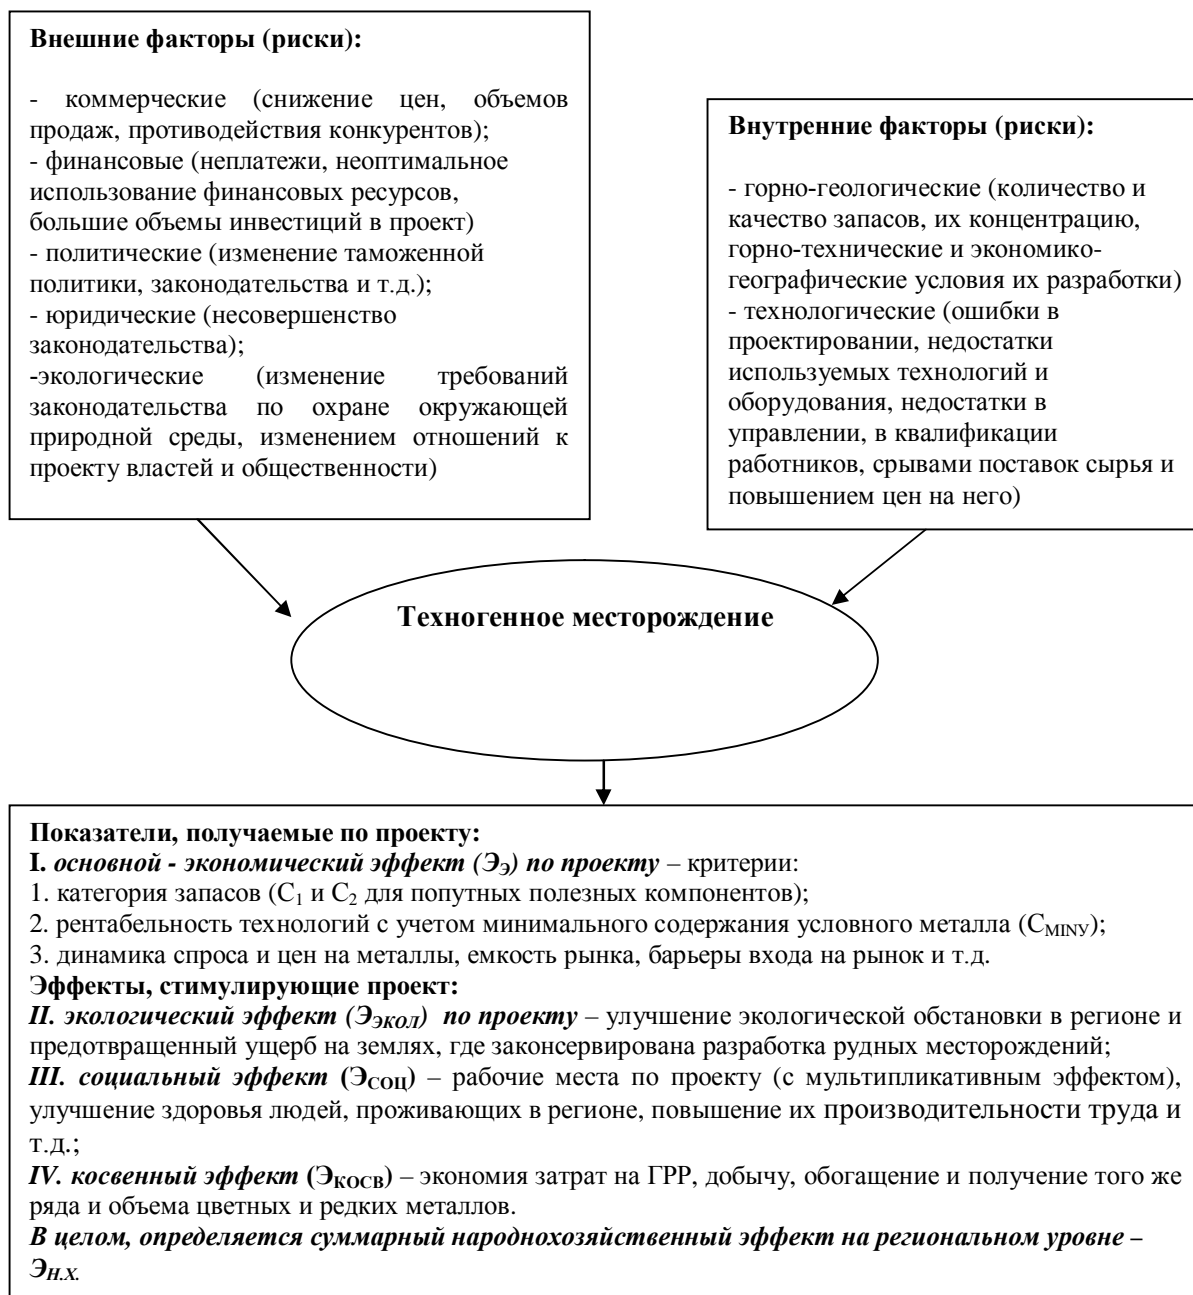 Внешние факторы (риски):
- коммерческие (снижение цен, объемов
продаж, противодействия конкурентов);
- финансовые (неплатежи, неоптимальное
использование финансовых ресурсов,
большие объемы инвестиций в проект)
- политические (изменение таможенной
политики, законодательства и т.д.);
- юридические (несовершенство
законодательства);
-экологические (изменение требований
законодательства по охране окружающей
природной среды, изменением отношений к
проекту властей и общественности)
Внутренние факторы (риски):
- горно-геологические (количество и
качество запасов, их концентрацию,
горно-технические и экономико-
географические условия их разработки)
- технологические (ошибки в
проектировании, недостатки
используемых технологий и
оборудования, недостатки в
управлении, в квалификации
работников, срывами поставок сырья и
повышением цен на него)
Техногенное месторождение
Показатели, получаемые по проекту:
I. основной - экономический эффект (Ээ) по проекту – критерии:
1. категория запасов (С1 и С2 для попутных полезных компонентов);
2. рентабельность технологий с учетом минимального содержания условного металла (СMINУ);
3. динамика спроса и цен на металлы, емкость рынка, барьеры входа на рынок и т.д.
Эффекты, стимулирующие проект:
II. экологический эффект (ЭЭКОЛ) по проекту – улучшение экологической обстановки в регионе и
предотвращенный ущерб на землях, где законсервирована разработка рудных месторождений;
III. социальный эффект (ЭСОЦ) – рабочие места по проекту (с мультипликативным эффектом),
улучшение здоровья людей, проживающих в регионе, повышение их производительности труда и
т.д.;
IV. косвенный эффект (ЭКОСВ) – экономия затрат на ГРР, добычу, обогащение и получение того же
ряда и объема цветных и редких металлов.
В целом, определяется суммарный народнохозяйственный эффект на региональном уровне –
ЭН.Х.